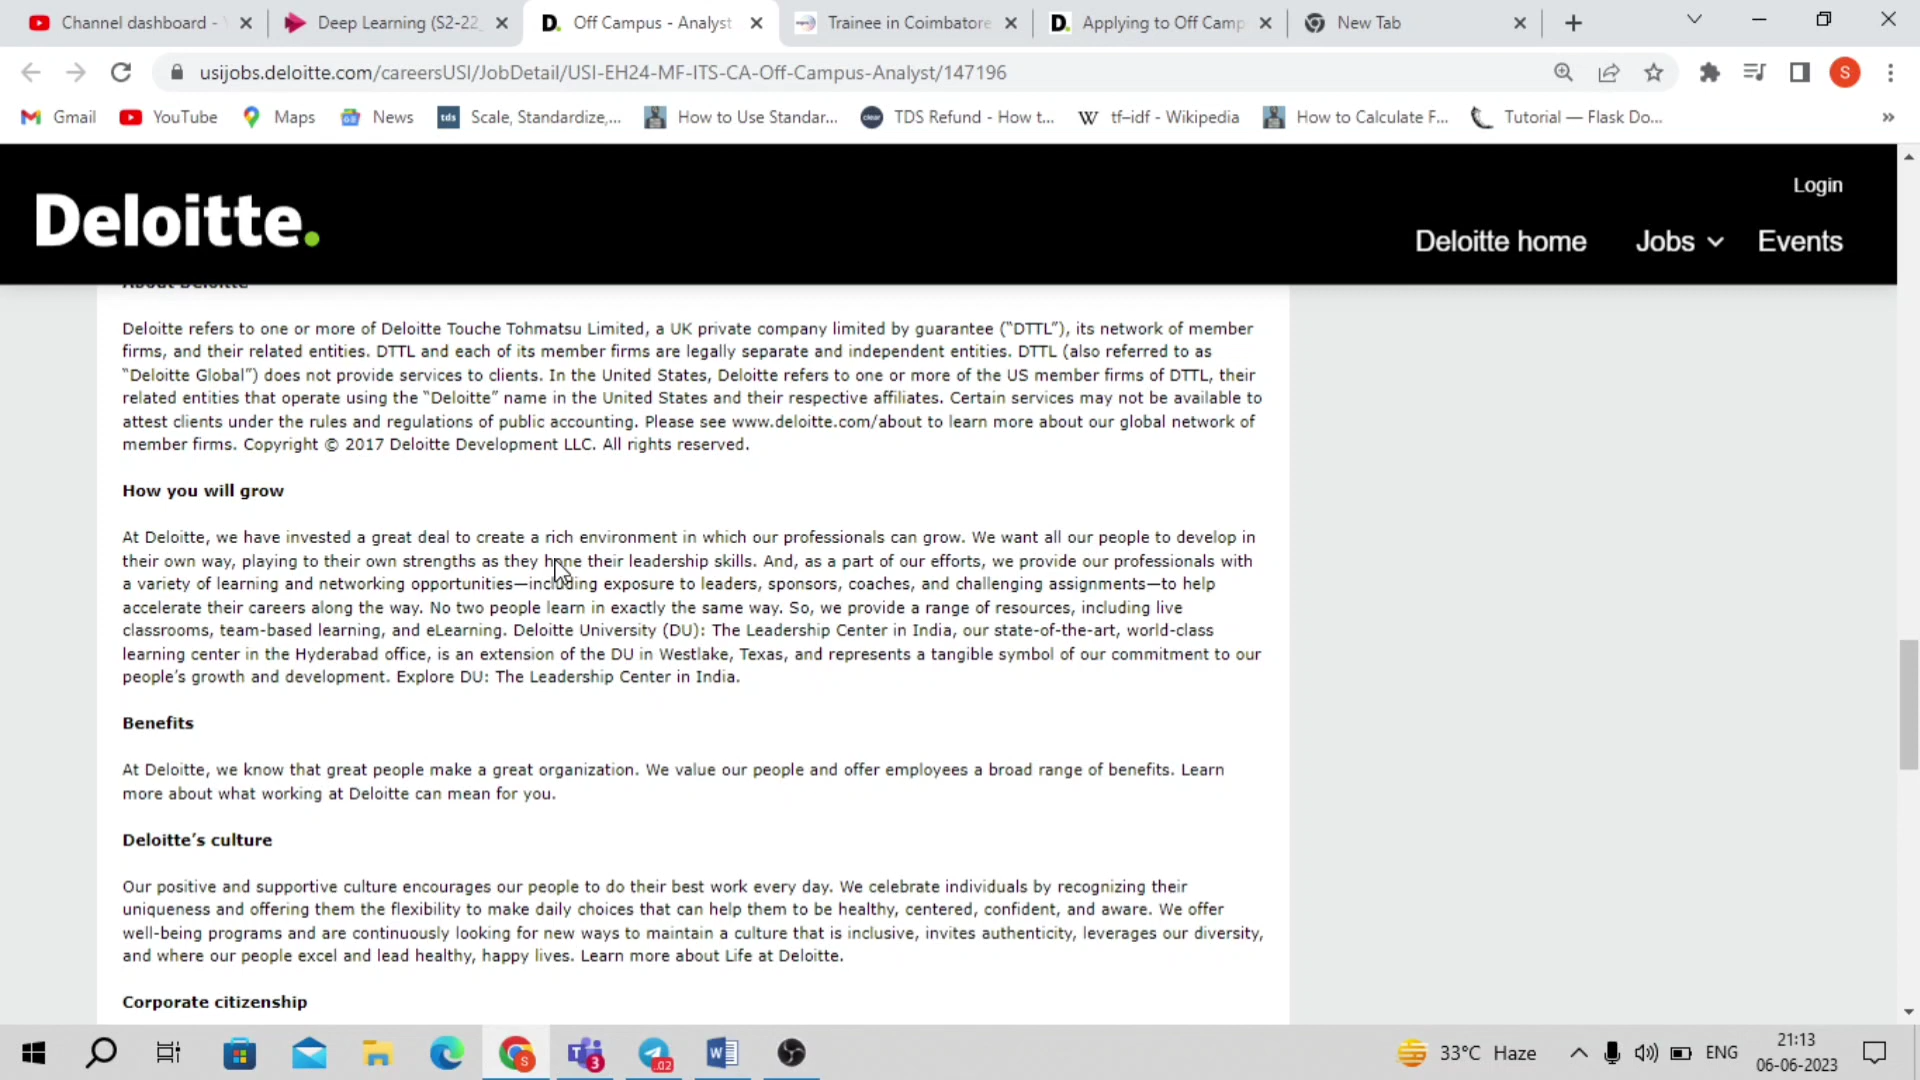 Channel dashboard -
Deep Learning (S2-22_
D. Off Campus - Analyst
Trainee in Coimbatore
D. Applying to Off Camp
New Tab
usijobs.deloitte.com/careersUSI/JobDetail/USI-EH24-MF-ITS-CA-Off-Campus-Analyst/147196
S
Gmail
YouTube
Maps
News
tds Scale, Standardize,...
How to Use Standar...
clear TDS Refund - How t...
W tf–idf - Wikipedia
How to Calculate F...
Tutorial — Flask Do...
»
Login
Deloitte.
Deloitte home
Jobs
Events
About Deloitte
Deloitte refers to one or more of Deloitte Touche Tohmatsu Limited, a UK private company limited by guarantee (“DTTL”), its network of member
firms, and their related entities. DTTL and each of its member firms are legally separate and independent entities. DTTL (also referred to as
“Deloitte Global”) does not provide services to clients. In the United States, Deloitte refers to one or more of the US member firms of DTTL, their
related entities that operate using the “Deloitte” name in the United States and their respective affiliates. Certain services may not be available to
attest clients under the rules and regulations of public accounting. Please see www.deloitte.com/about to learn more about our global network of
member firms. Copyright © 2017 Deloitte Development LLC. All rights reserved.
How you will grow
At Deloitte, we have invested a great deal to create a rich environment in which our professionals can grow. We want all our people to develop in
their own way, playing to their own strengths as they hone their leadership skills. And, as a part of our efforts, we provide our professionals with
a variety of learning and networking opportunities—including exposure to leaders, sponsors, coaches, and challenging assignments—to help
accelerate their careers along the way. No two people learn in exactly the same way. So, we provide a range of resources, including live
classrooms, team-based learning, and eLearning. Deloitte University (DU): The Leadership Center in India, our state-of-the-art, world-class
learning center in the Hyderabad office, is an extension of the DU in Westlake, Texas, and represents a tangible symbol of our commitment to our
people’s growth and development. Explore DU: The Leadership Center in India.
Benefits
At Deloitte, we know that great people make a great organization. We value our people and offer employees a broad range of benefits. Learn
more about what working at Deloitte can mean for you.
Deloitte’s culture
Our positive and supportive culture encourages our people to do their best work every day. We celebrate individuals by recognizing their
uniqueness and offering them the flexibility to make daily choices that can help them to be healthy, centered, confident, and aware. We offer
well-being programs and are continuously looking for new ways to maintain a culture that is inclusive, invites authenticity, leverages our diversity,
and where our people excel and lead healthy, happy lives. Learn more about Life at Deloitte.
Corporate citizenship
S
3
.02
33°C Haze
ENG
21:13
06-06-2023